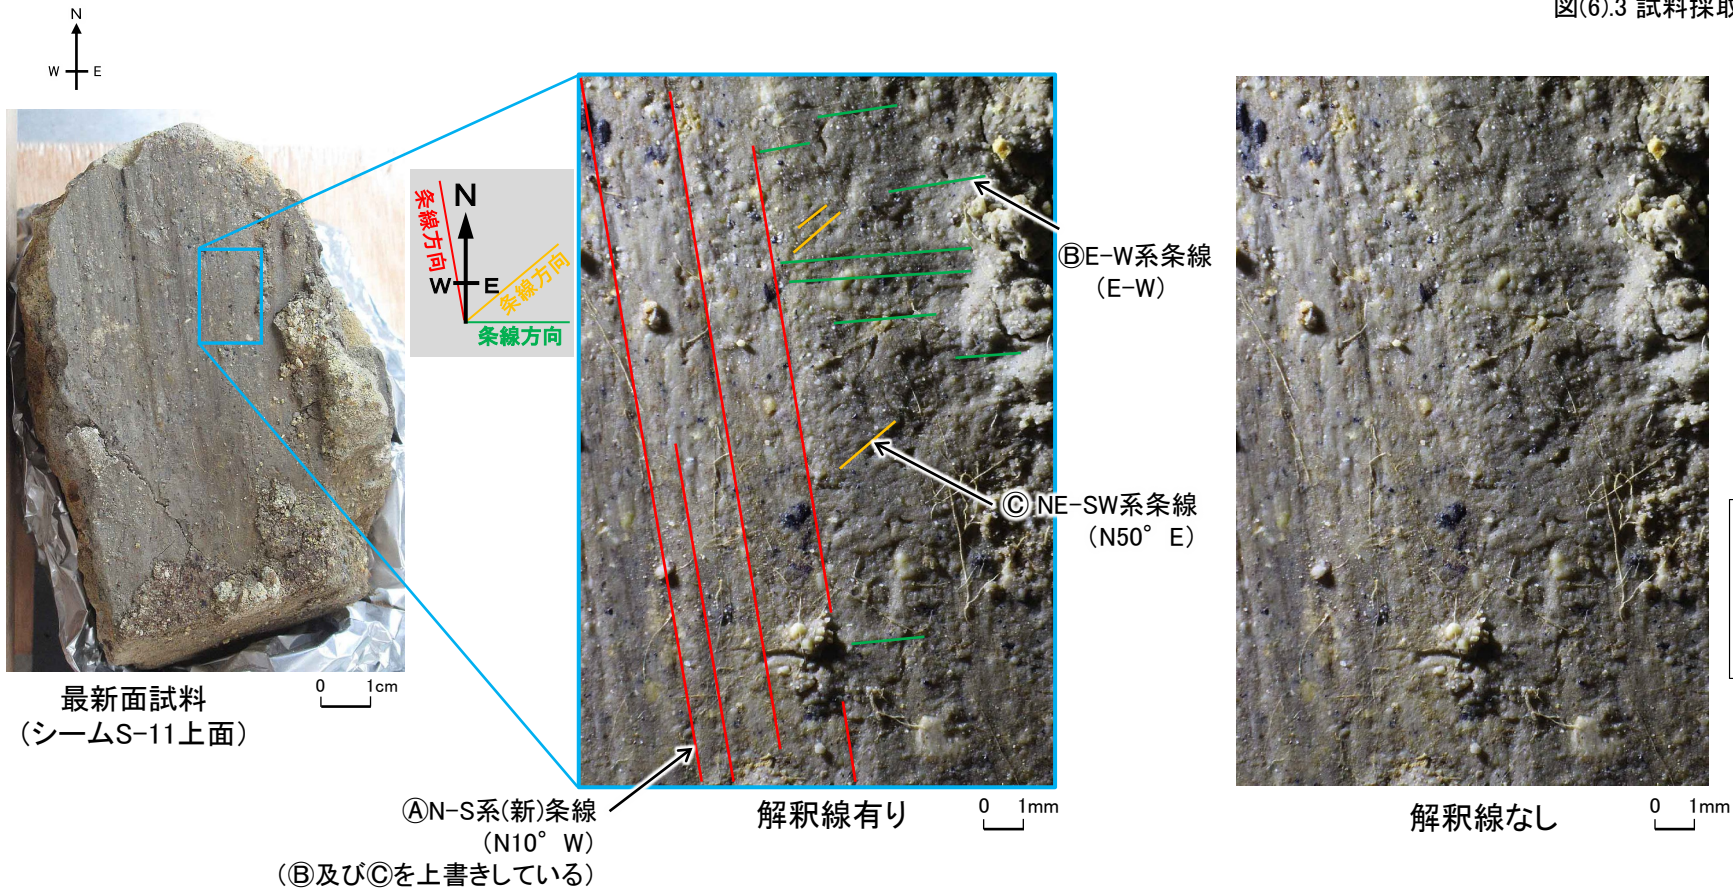 図(6).3 試料採取
N
W E
条線方向
N
W E
条線方向
条線方向
ⒷE-W系条線
(E-W)
Ⓒ NE-SW系条線
(N50° E)
最新面試料
(シームS-11上面)
0 1cm
ⒶN-S系(新)条線
(N10° W)
(Ⓑ及びⒸを上書きしている)
解釈線有り
0 1mm
解釈線なし
0 1mm